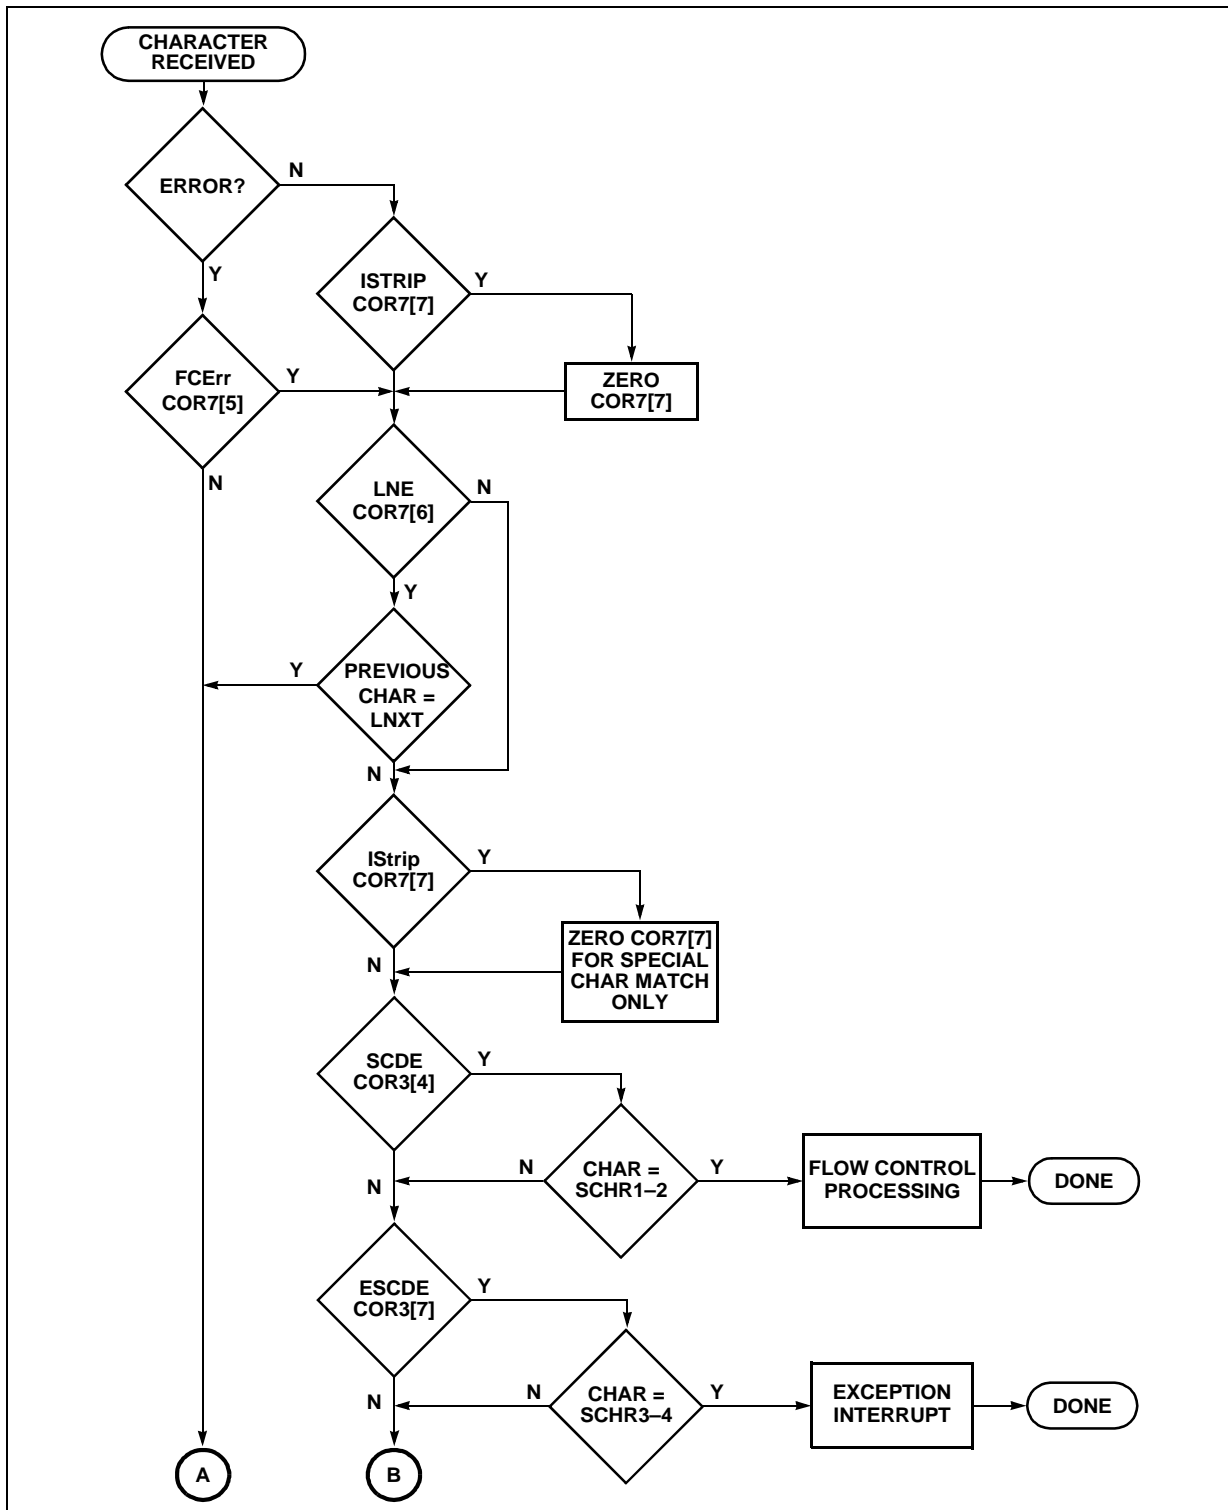 CHARACTER
RECEIVED
ERROR?
N
Y
ISTRIP
COR7[7]
Y
FCErr
COR7[5]
Y
N
ZERO
COR7[7]
LNE
COR7[6]
N
Y
PREVIOUS
CHAR =
LNXT
Y
N
IStrip
COR7[7]
Y
N
ZERO COR7[7]
FOR SPECIAL
CHAR MATCH
ONLY
SCDE
COR3[4]
Y
N
CHAR =
SCHR1–2
N
Y
FLOW CONTROL
PROCESSING
DONE
ESCDE
COR3[7]
Y
N
CHAR =
SCHR3–4
N
Y
EXCEPTION
INTERRUPT
DONE
A
B